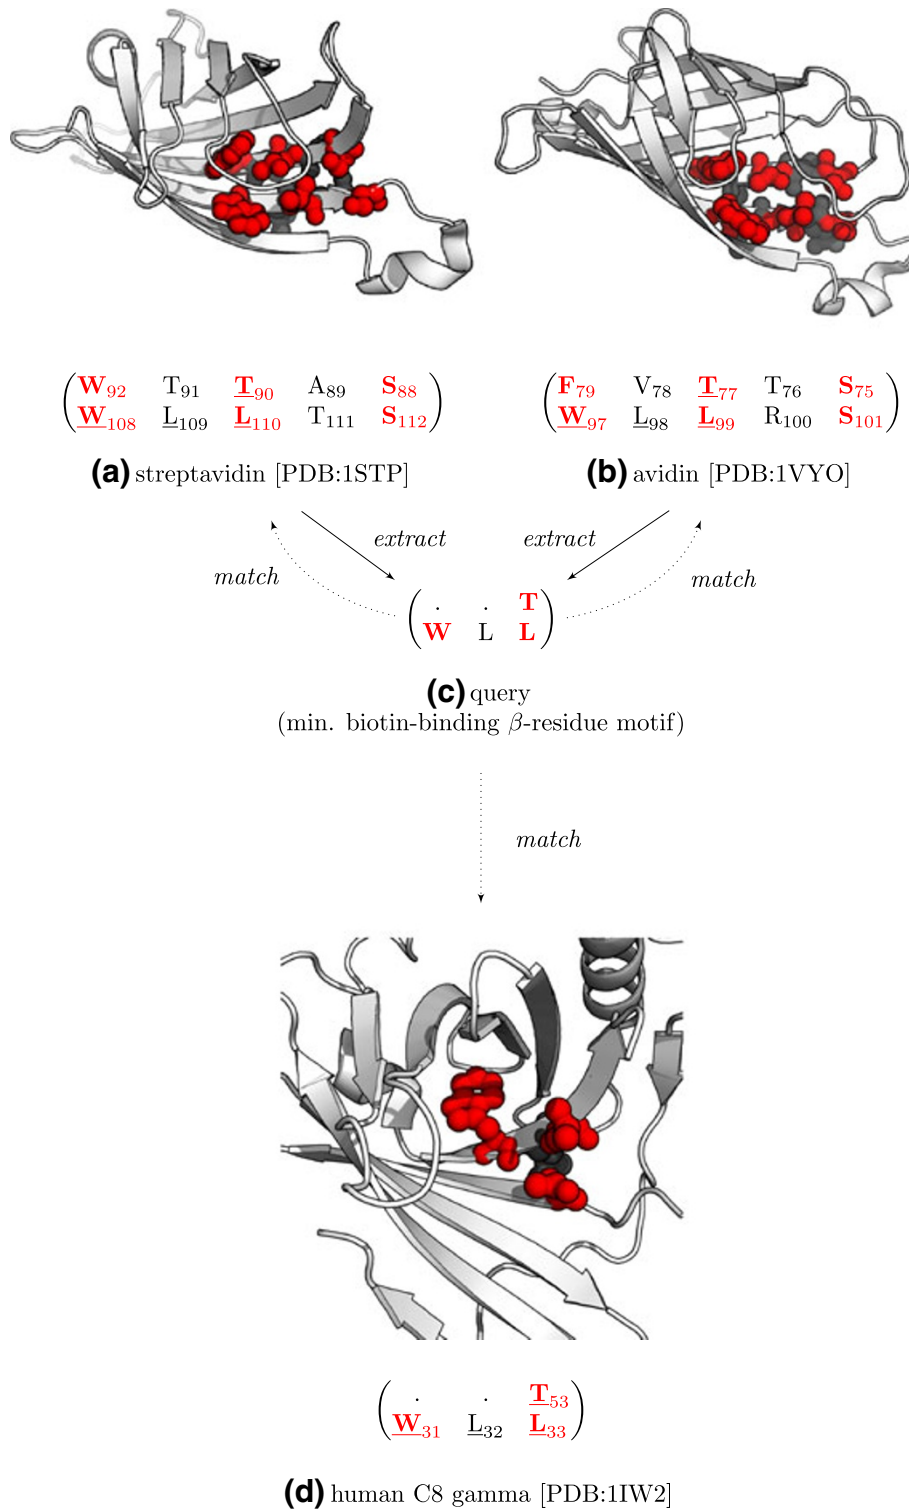 W92 T91 T90 A89 S88
W108 L109 L110 T111 S112
(a) streptavidin [PDB:1STP]
F79 V78 T77 T76 S75
W97 L98 L99 R100 S101
(b) avidin [PDB:1VYO]
extract
extract
match
match
. . T
W L L
(c) query
(min. biotin-binding β-residue motif)
match
. . T53
W31 L32 L33
(d) human C8 gamma [PDB:1IW2]